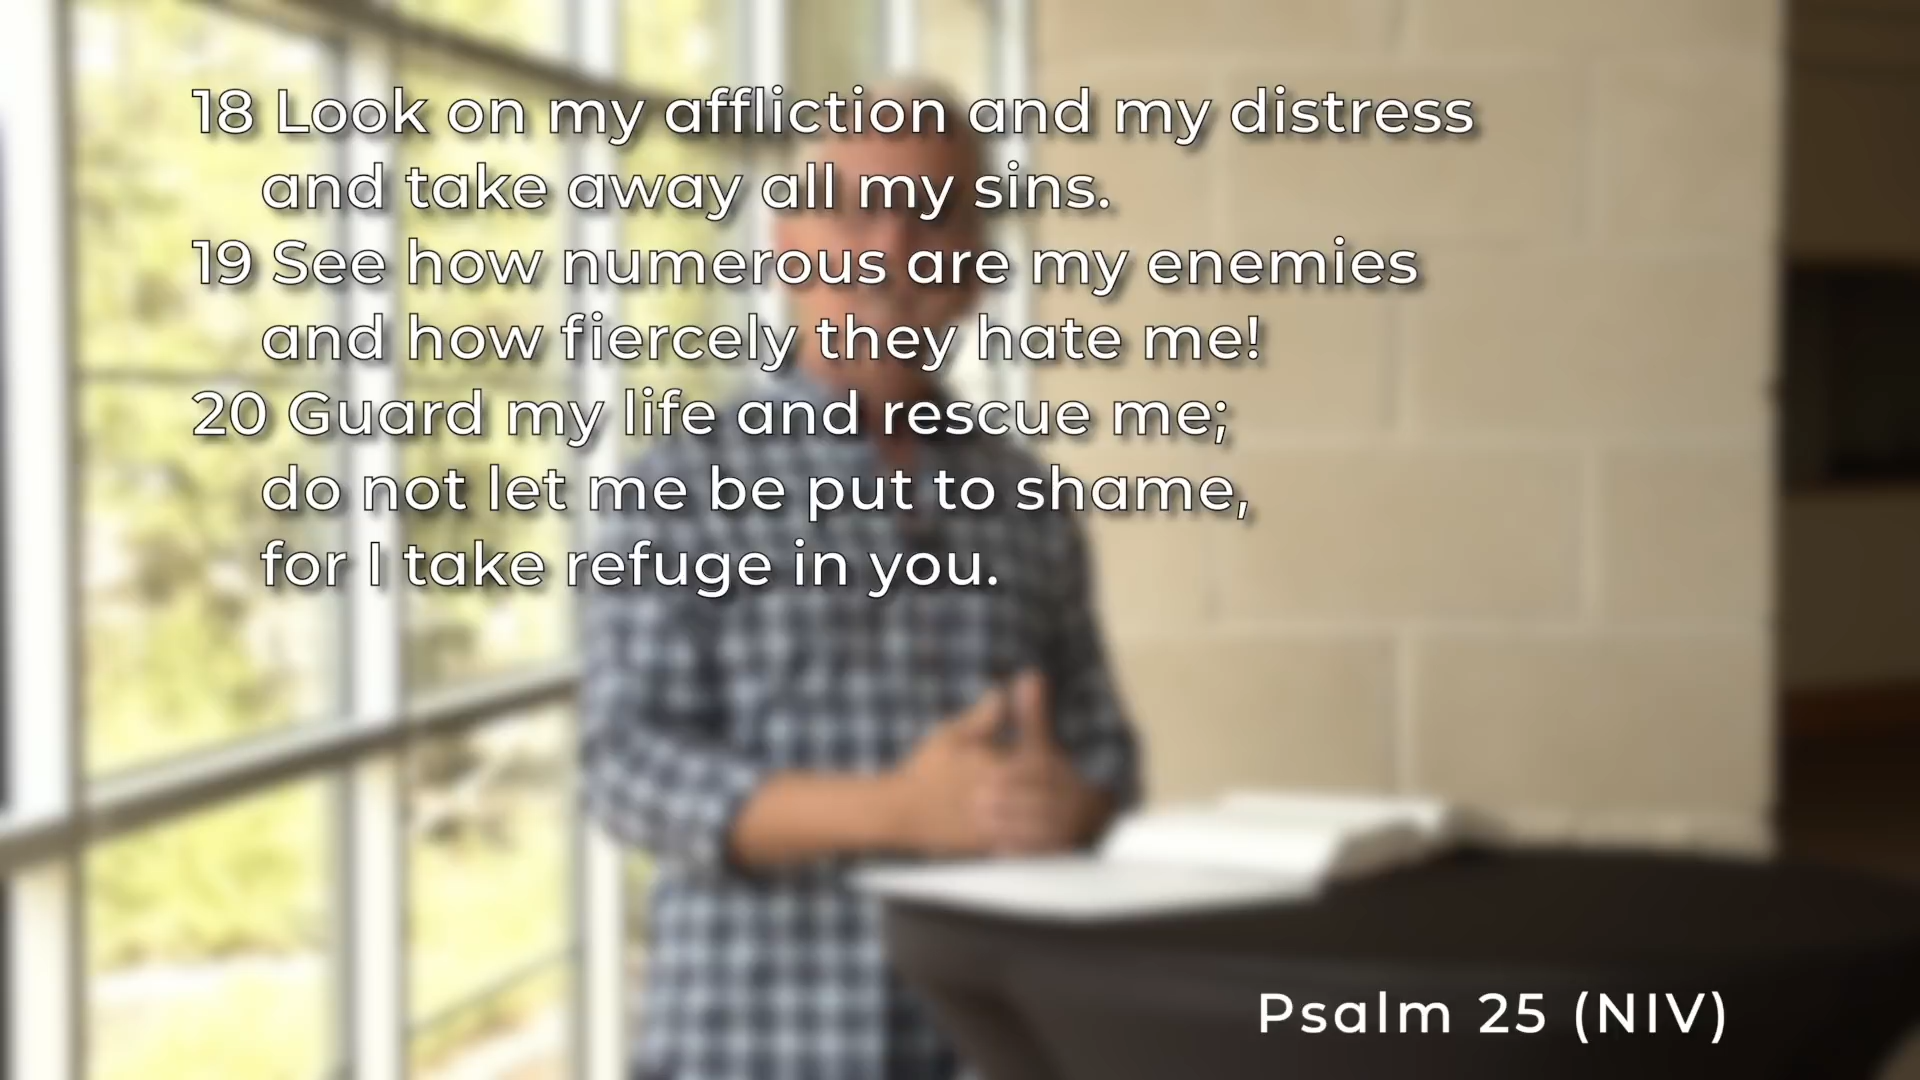 18 Look on my affliction and my distress
and take away all my sins.
19 See how numerous are my enemies
and how fiercely they hate me!
20 Guard my life and rescue me;
do not let me be put to shame,
for I take refuge in you.
Psalm 25 (NIV)